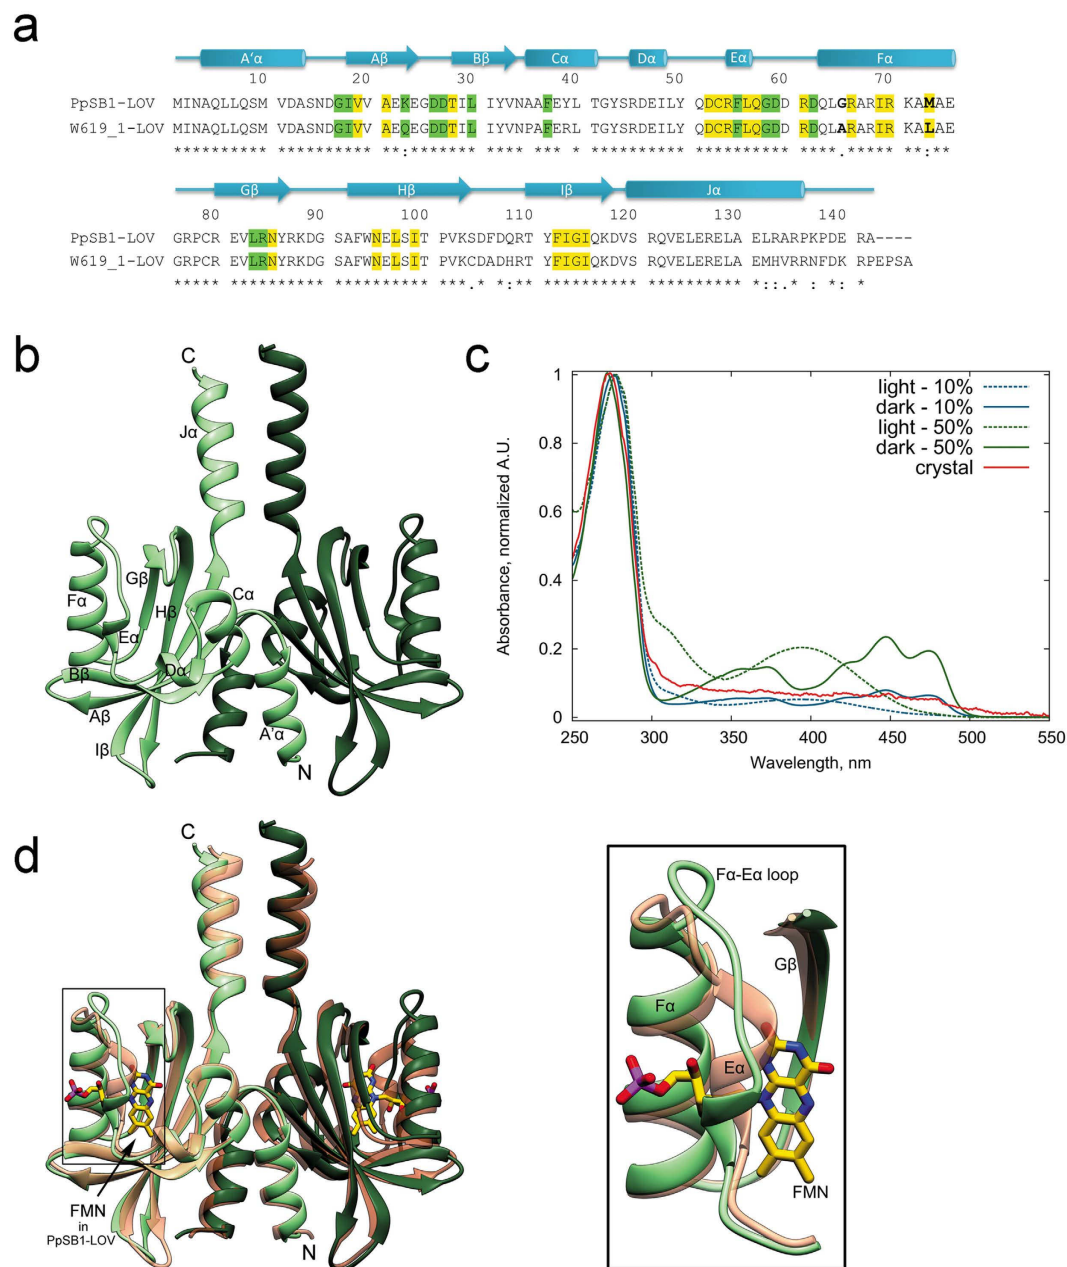 a
A'α Aβ Bβ Cα Dα Eα Fα
10 20 30 40 50 60 70
PpSB1-LOV MINAQLLQSM VDASNDGIVV AEKEGDDTIL IYVNAAFEYL TGYSRDEILY QDCRFLQGDD RDQLGRARIR KAMAE
W619_1-LOV MINAQLLQSM VDASNDGIVV AEQEGDDTIL IYVNPAFERL TGYSRDEILY QDCRFLQGDD RDQLARARIR KALAE
********** ********** **:******* **** *** * ********** ********** ****.***** **:**
Gβ Hβ Iβ Jα
80 90 100 110 120 130 140
PpSB1-LOV GRPCR EVLRNYRKDG SAFWNELSIT PVKSDFDQRT YFIGIQKDVS RQVELERELA ELRARPKPDE RA----
W619_1-LOV GRPCR EVLRNYRKDG SAFWNELSIT PVKCDADHRT YFIGIQKDVS RQVELERELA EMHVRRNFDK RPEPSA
***** ********** ********** ***.* *:** ********** ********** *::.* : *: *
b
C
Jα
Gβ
Cα
Fα
Hβ
Eα
Bβ
Dα
Aβ
A'α
Iβ
N
c
Absorbance, normalized A.U.
1
0.8
0.6
0.4
0.2
0
light - 10%
dark - 10%
light - 50%
dark - 50%
crystal
250 300 350 400 450 500 550
Wavelength, nm
d
C
FMN
in
PpSB1-LOV
N
Fα-Eα loop
Gβ
Fα
Eα
FMN